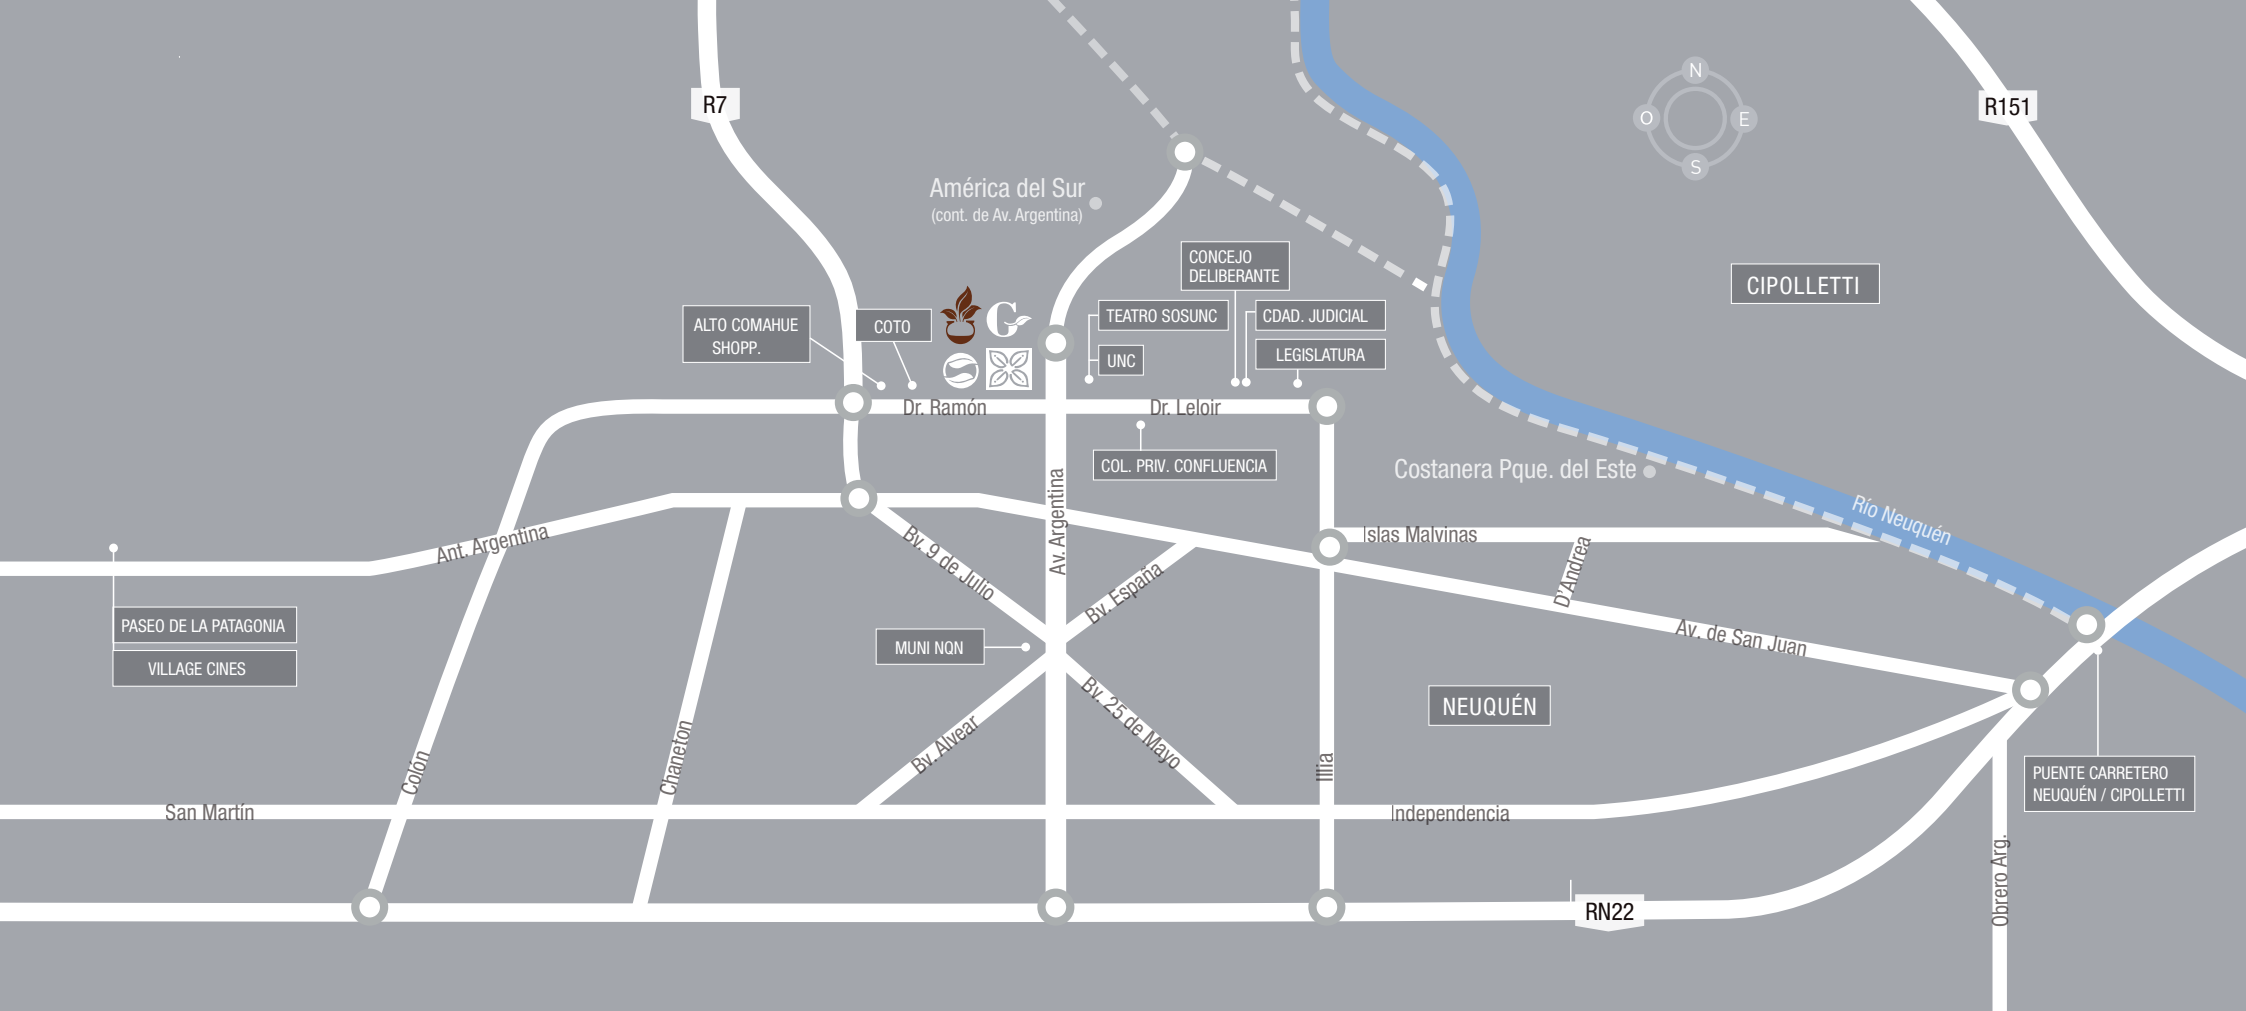 N
O
E
S
R7
R151
América del Sur
(cont. de Av. Argentina)
CONCEJO
DELIBERANTE
CIPOLLETTI
ALTO COMAHUE
SHOPP.
COTO
G
TEATRO SOSUNC
CDAD. JUDICIAL
UNC
LEGISLATURA
Dr. Ramón
Dr. Leloir
COL. PRIV. CONFLUENCIA
Costanera Pque. del Este
Río Neuquén
Ant. Argentina
Bv. 9 de Julio
Av. Argentina
Bv. España
Islas Malvinas
D'Andrea
PASEO DE LA PATAGONIA
VILLAGE CINES
MUNI NQN
Av. de San Juan
NEUQUÉN
Colón
Chaneton
Bv. Alvear
Bv. 25 de Mayo
Illia
PUENTE CARRETERO
NEUQUÉN / CIPOLLETTI
San Martín
Independencia
Obrero Arg.
RN22